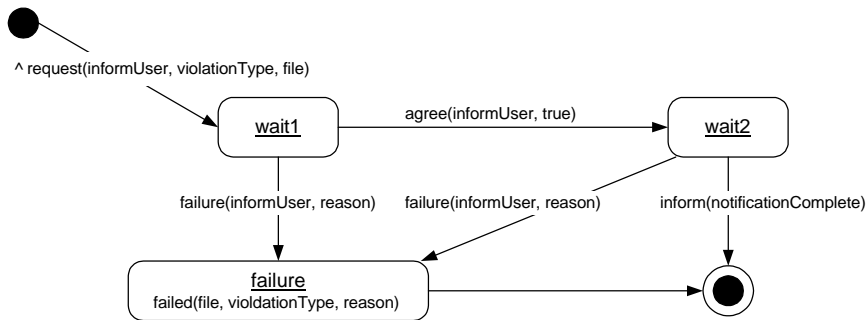 ^ request(informUser, violationType, file)
wait1
agree(informUser, true)
wait2
failure(informUser, reason)
failure(informUser, reason)
inform(notificationComplete)
failure
failed(file, violdationType, reason)